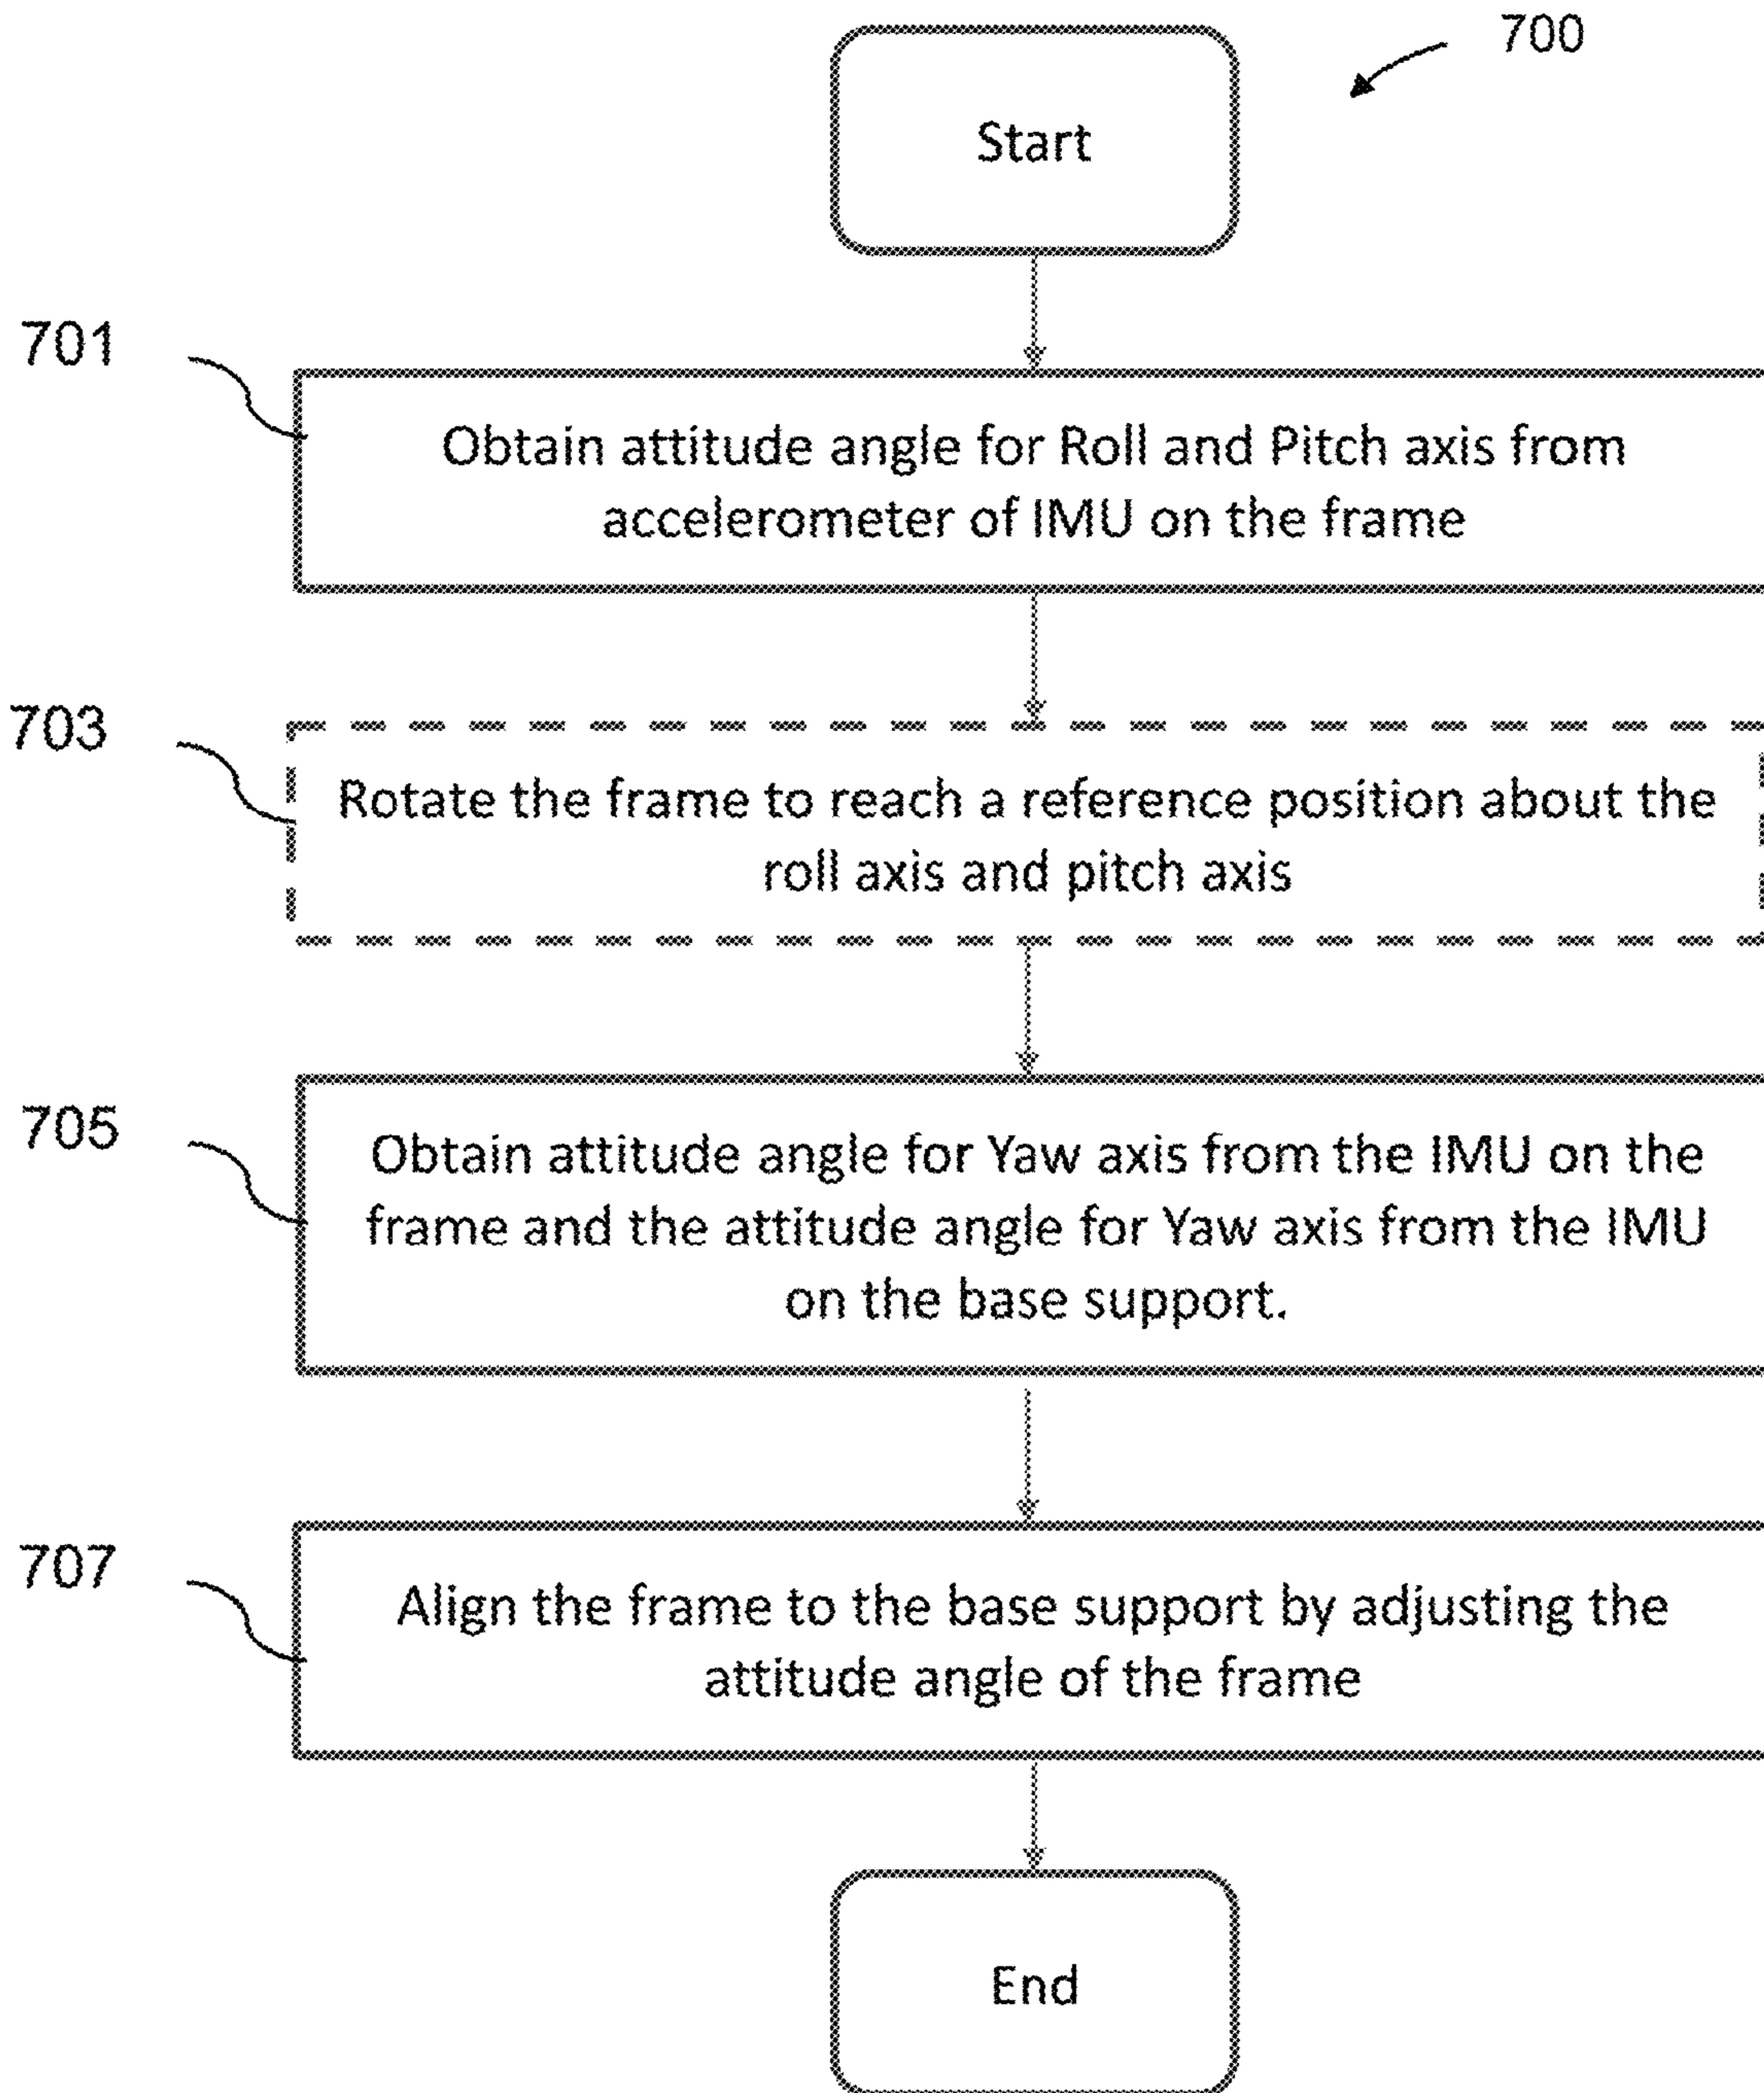 700
Start
701
Obtain attitude angle for Roll and Pitch axis from
accelerometer of IMU on the frame
703
Rotate the frame to reach a reference position about the
roll axis and pitch axis
705
Obtain attitude angle for Yaw axis from the IMU on the
frame and the attitude angle for Yaw axis from the IMU
on the base support.
707
Align the frame to the base support by adjusting the
attitude angle of the frame
End